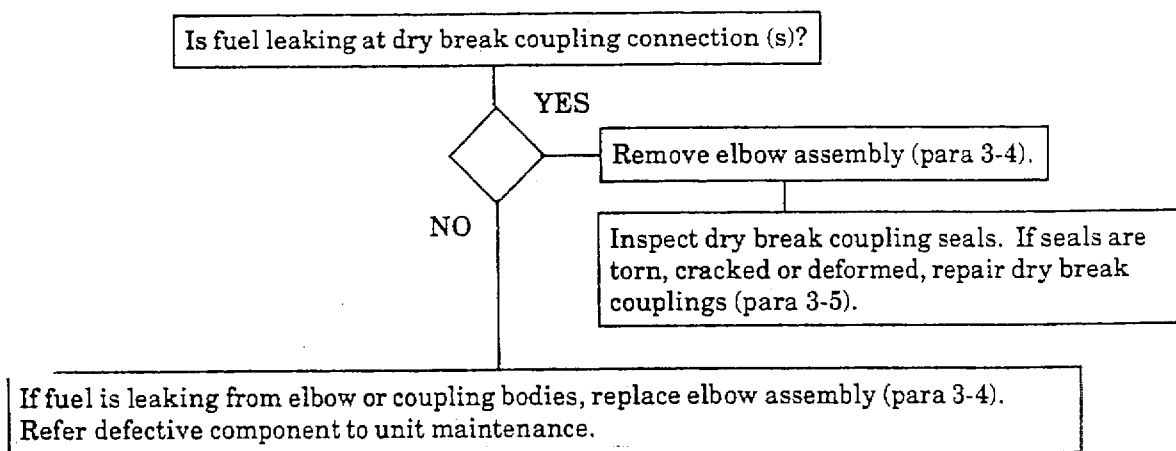 Is fuel leaking at dry break coupling connection (s)?
YES
Remove elbow assembly (para 3-4).
NO
Inspect dry break coupling seals. If seals are
torn, cracked or deformed, repair dry break
couplings (para 3-5).
If fuel is leaking from elbow or coupling bodies, replace elbow assembly (para 3-4).
Refer defective component to unit maintenance.